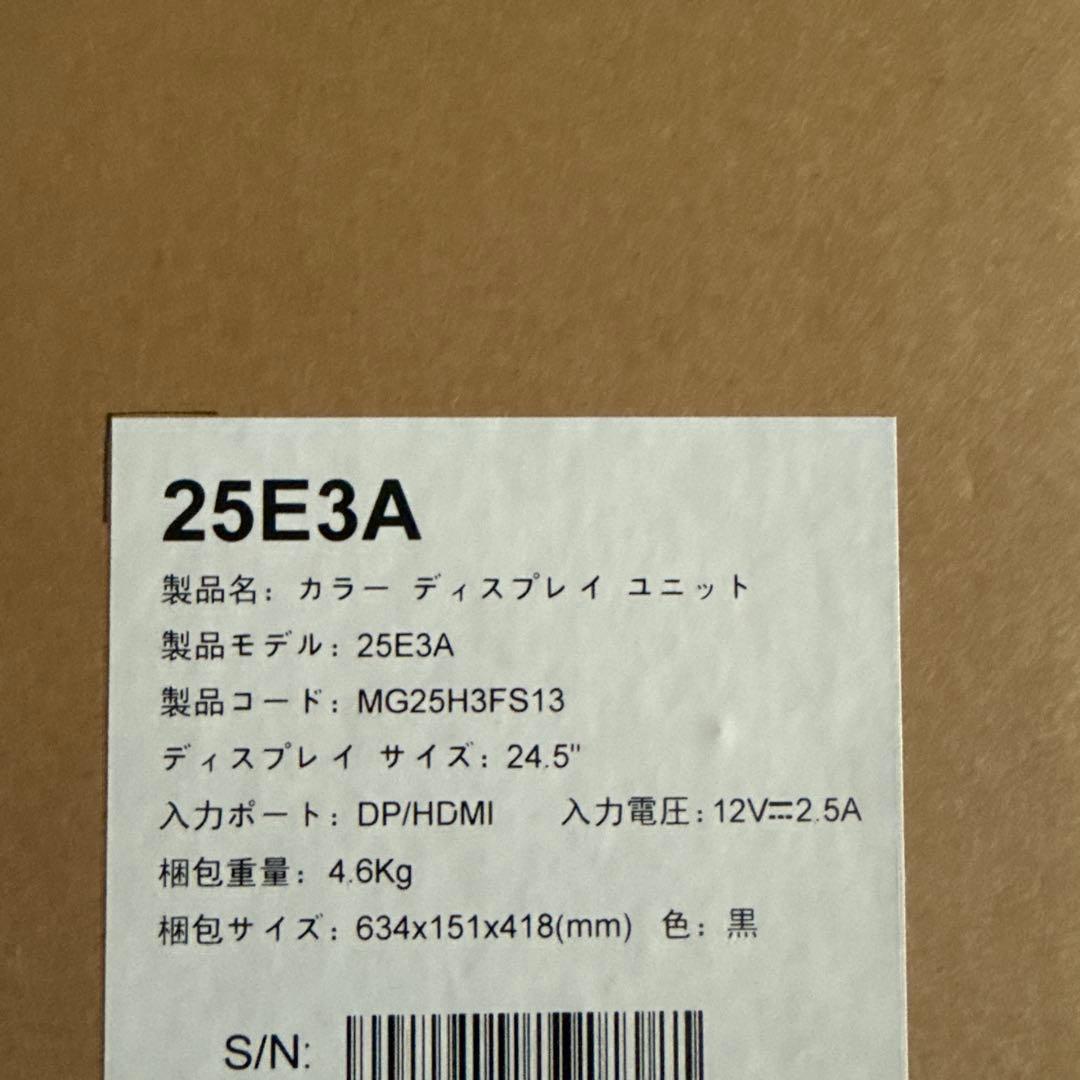 25E3A
製品名: カラー ディスプレイ ユニット
製品モデル: 25E3A
製品コード: MG25H3FS13
ディスプレイ サイズ: 24.5"
入力ポート: DP/HDMI 入力電圧: 12V⎓2.5A
梱包重量: 4.6Kg
梱包サイズ: 634x151x418(mm) 色: 黒
S/N: